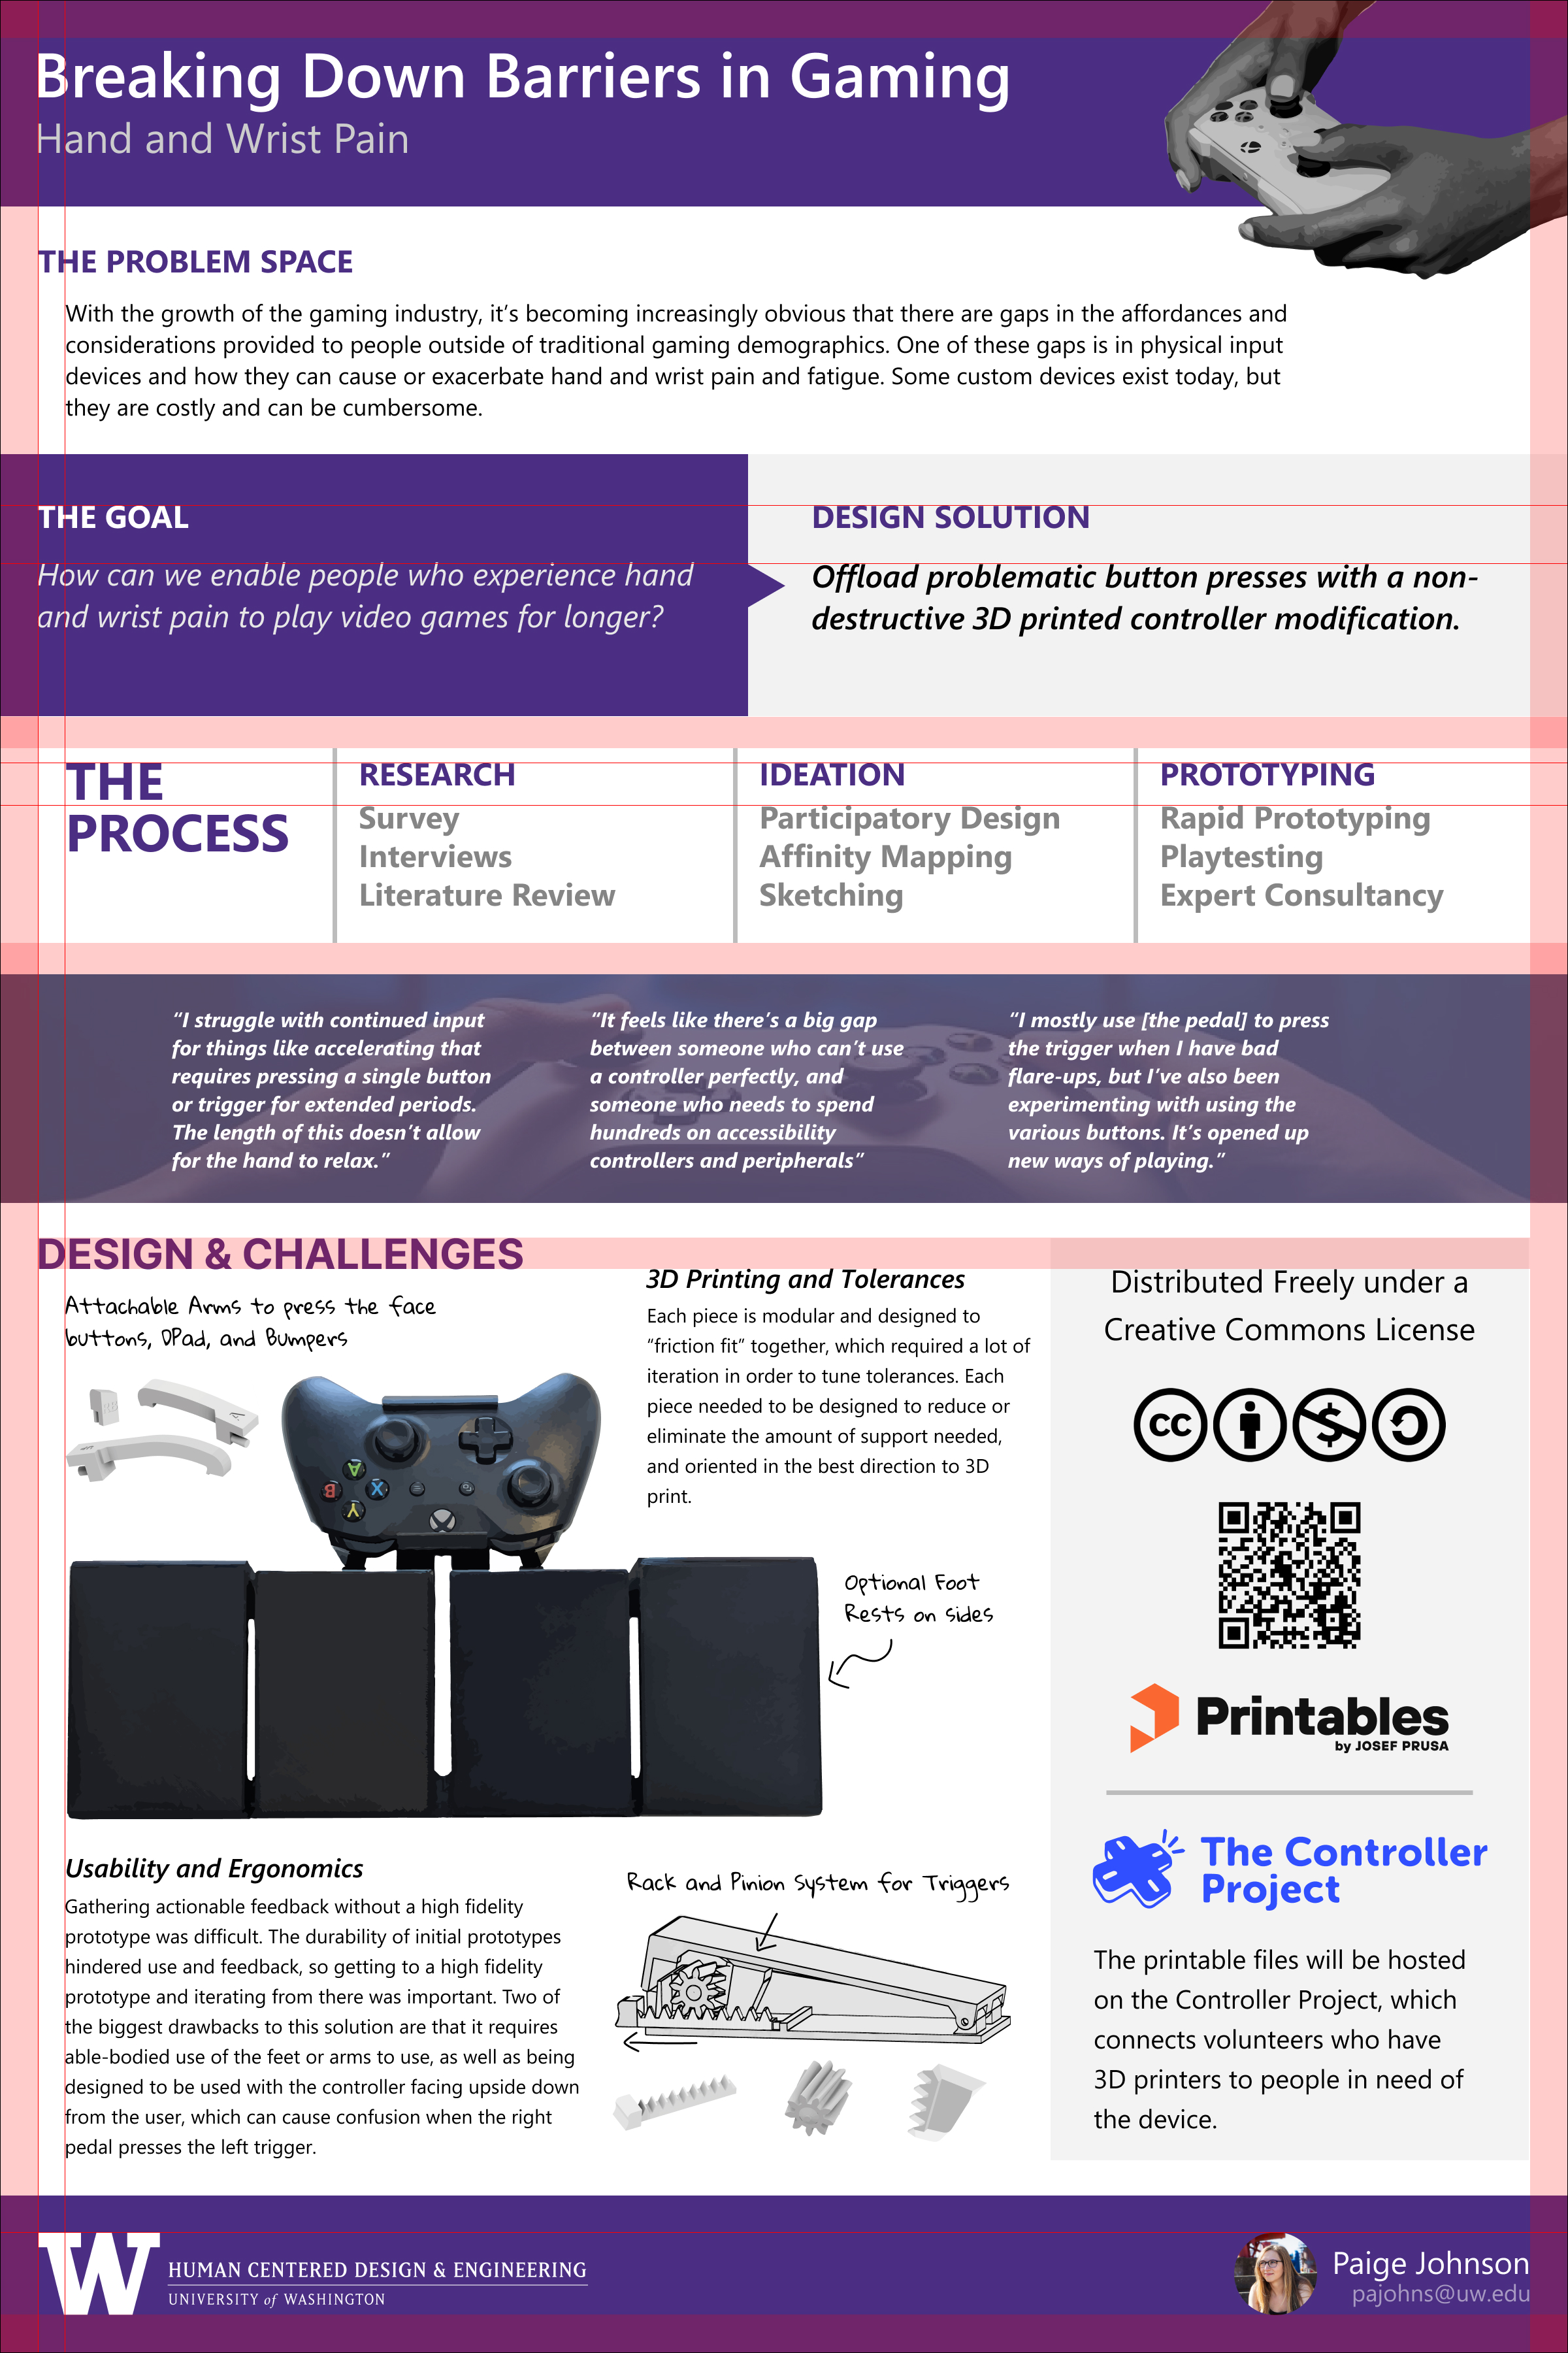 Breaking Down Barriers in Gaming
Hand and Wrist Pain
THE PROBLEM SPACE
With the growth of the gaming industry, it’s becoming increasingly obvious that there are gaps in the affordances and
considerations provided to people outside of traditional gaming demographics. One of these gaps is in physical input
devices and how they can cause or exacerbate hand and wrist pain and fatigue. Some custom devices exist today, but
they are costly and can be cumbersome.
THE GOAL
How can we enable people who experience hand
and wrist pain to play video games for longer?
DESIGN SOLUTION
Offload problematic button presses with a non-
destructive 3D printed controller modification.
THE
PROCESS
RESEARCH
Survey
Interviews
Literature Review
IDEATION
Participatory Design
Affinity Mapping
Sketching
PROTOTYPING
Rapid Prototyping
Playtesting
Expert Consultancy
“I struggle with continued input
for things like accelerating that
requires pressing a single button
or trigger for extended periods.
The length of this doesn’t allow
for the hand to relax.”
“It feels like there’s a big gap
between someone who can’t use
a controller perfectly, and
someone who needs to spend
hundreds on accessibility
controllers and peripherals”
“I mostly use [the pedal] to press
the trigger when I have bad
flare-ups, but I’ve also been
experimenting with using the
various buttons. It’s opened up
new ways of playing.”
DESIGN & CHALLENGES
Attachable Arms to press the face
buttons, DPad, and Bumpers
A
A
B
X
Y
3D Printing and Tolerances
Each piece is modular and designed to
“friction fit” together, which required a lot of
iteration in order to tune tolerances. Each
piece needed to be designed to reduce or
eliminate the amount of support needed,
and oriented in the best direction to 3D
print.
Optional Foot
Rests on sides
Usability and Ergonomics
Gathering actionable feedback without a high fidelity
prototype was difficult. The durability of initial prototypes
hindered use and feedback, so getting to a high fidelity
prototype and iterating from there was important. Two of
the biggest drawbacks to this solution are that it requires
able-bodied use of the feet or arms to use, as well as being
designed to be used with the controller facing upside down
from the user, which can cause confusion when the right
pedal presses the left trigger.
Rack and Pinion System for Triggers
Distributed Freely under a
Creative Commons License
cc
Printables
by JOSEF PRUSA
The Controller
Project
The printable files will be hosted
on the Controller Project, which
connects volunteers who have
3D printers to people in need of
the device.
W
HUMAN CENTERED DESIGN & ENGINEERING
UNIVERSITY of WASHINGTON
Paige Johnson
pajohns@uw.edu